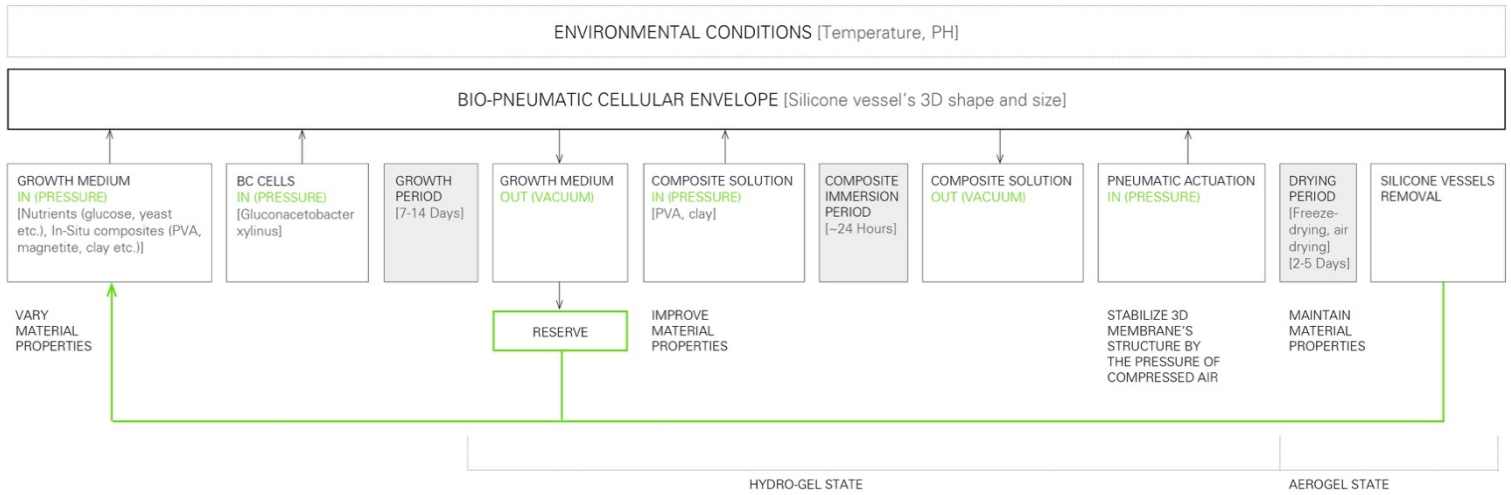 ENVIRONMENTAL CONDITIONS [Temperature, PH]
BIO-PNEUMATIC CELLULAR ENVELOPE [Silicone vessel's 3D shape and size]
GROWTH MEDIUM
IN (PRESSURE)
[Nutrients (glucose, yeast
etc.), In-Situ composites (PVA,
magnetite, clay etc.)]
BC CELLS
IN (PRESSURE)
[Gluconacetobacter
xylinus]
GROWTH
PERIOD
[7-14 Days]
GROWTH MEDIUM
OUT (VACUUM)
COMPOSITE SOLUTION
IN (PRESSURE)
[PVA, clay]
COMPOSITE
IMMERSION
PERIOD
[~24 Hours]
COMPOSITE SOLUTION
OUT (VACUUM)
PNEUMATIC ACTUATION
IN (PRESSURE)
DRYING
PERIOD
[Freeze-
drying, air
drying]
[2-5 Days]
SILICONE VESSELS
REMOVAL
VARY
MATERIAL
PROPERTIES
RESERVE
IMPROVE
MATERIAL
PROPERTIES
STABILIZE 3D
MEMBRANE'S
STRUCTURE BY
THE PRESSURE OF
COMPRESSED AIR
MAINTAIN
MATERIAL
PROPERTIES
HYDRO-GEL STATE
AEROGEL STATE